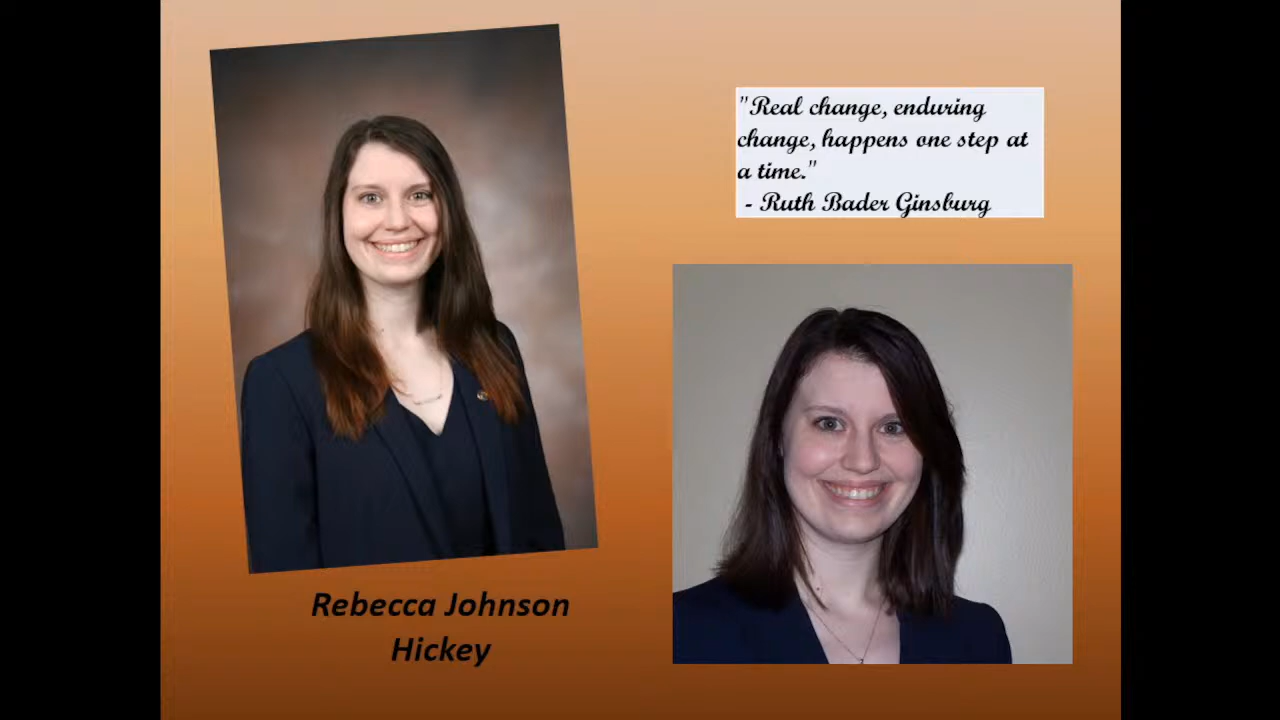 "Real change, enduring
change, happens one step at
a time."
- Ruth Bader Ginsburg
Rebecca Johnson
Hickey